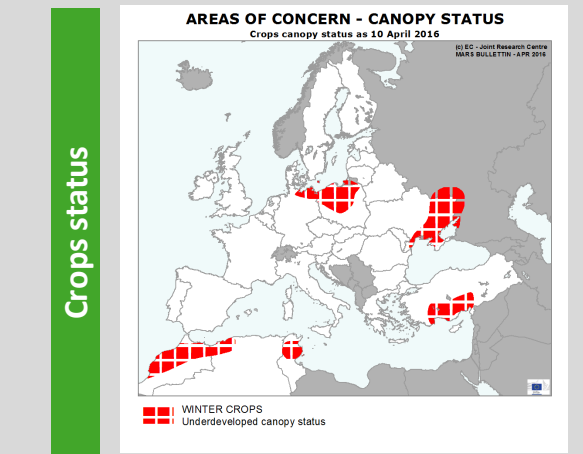 AREAS OF CONCERN - CANOPY STATUS
Crops canopy status as 10 April 2016
(c) EC - Joint Research Centre
MARS BULLETIN - APR 2016
Crops status
WINTER CROPS
Underdeveloped canopy status